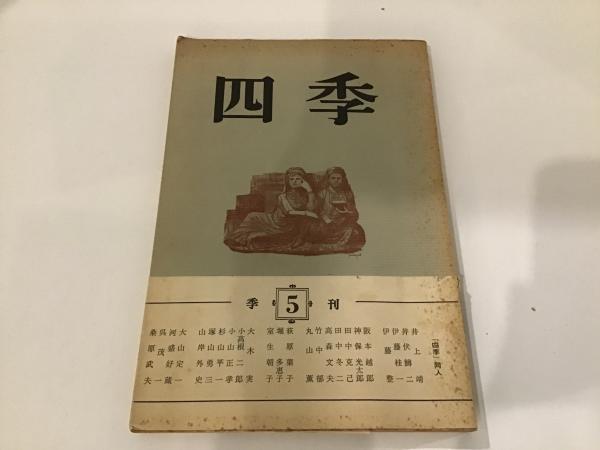 四季
季 5 刊
「四季」同人
井上靖
井伏鱒二
伊藤桂一
伊藤整
阪本越郎
神保光太郎
田中克己
田中冬二
高森文夫
竹中郁
丸山薫
萩原葉子
堀多恵子
室生朝子
大木実
小高根二郎
小山正孝
杉山平一
塚山勇三
山岸外史
大山定一
河盛好蔵
呉茂一
桑原武夫